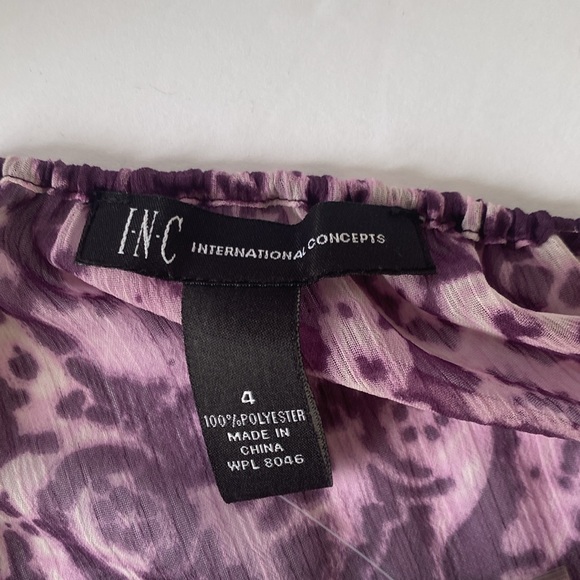 I·N·C INTERNATIONAL CONCEPTS
4
100%POLYESTER
MADE IN
CHINA
WPL 8046